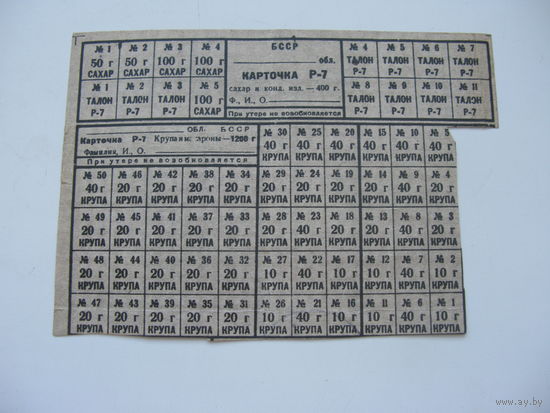 № 1 № 2 № 3 № 4
50 г 50 г 100 г 100 г
САХАР САХАР САХАР САХАР
№ 1 № 2 № 3 № 5
ТАЛОН ТАЛОН ТАЛОН 100 г
Р-7 Р-7 Р-7 САХАР
БССР
обл.
КАРТОЧКА Р-7
сахар и конд. изл.—400 г.
Ф., И., О.
При утере не возобновляется
№ 4 № 5 № 6 № 7
ТАЛОН ТАЛОН ТАЛОН ТАЛОН
Р-7 Р-7 Р-7 Р-7
№ 8 № 9 № 10 № 11
ТАЛОН ТАЛОН ТАЛОН ТАЛОН
Р-7 Р-7 Р-7 Р-7
ОБЛ. БССР
Карточка Р-7 Крупа 1200 г
Фамилия, И., О.
При утере не возобновляется
№ 30 № 25 № 20 № 15 № 10 № 5
40 г 40 г 40 г 40 г 40 г 40 г
КРУПА КРУПА КРУПА КРУПА КРУПА КРУПА
№ 50 № 46 № 42 № 38 № 34 № 29 № 24 № 19 № 14 № 9 № 4
40 г 20 г 20 г 20 г 20 г 20 г 20 г 20 г 20 г 20 г 20 г
КРУПА КРУПА КРУПА КРУПА КРУПА КРУПА КРУПА КРУПА КРУПА КРУПА КРУПА
№ 49 № 45 № 41 № 37 № 33 № 28 № 23 № 18 № 13 № 8 № 3
20 г 20 г 20 г 20 г 20 г 20 г 40 г 20 г 20 г 40 г 20 г
КРУПА КРУПА КРУПА КРУПА КРУПА КРУПА КРУПА КРУПА КРУПА КРУПА КРУПА
№ 48 № 44 № 40 № 36 № 32 № 27 № 22 № 17 № 12 № 7 № 2
20 г 20 г 20 г 20 г 20 г 10 г 40 г 10 г 10 г 40 г 10 г
КРУПА КРУПА КРУПА КРУПА КРУПА КРУПА КРУПА КРУПА КРУПА КРУПА КРУПА
№ 47 № 43 № 39 № 35 № 31 № 26 № 21 № 16 № 11 № 6 № 1
20 г 20 г 20 г 20 г 20 г 10 г 40 г 10 г 10 г 40 г 10 г
КРУПА КРУПА КРУПА КРУПА КРУПА КРУПА КРУПА КРУПА КРУПА КРУПА КРУПА
ay.by